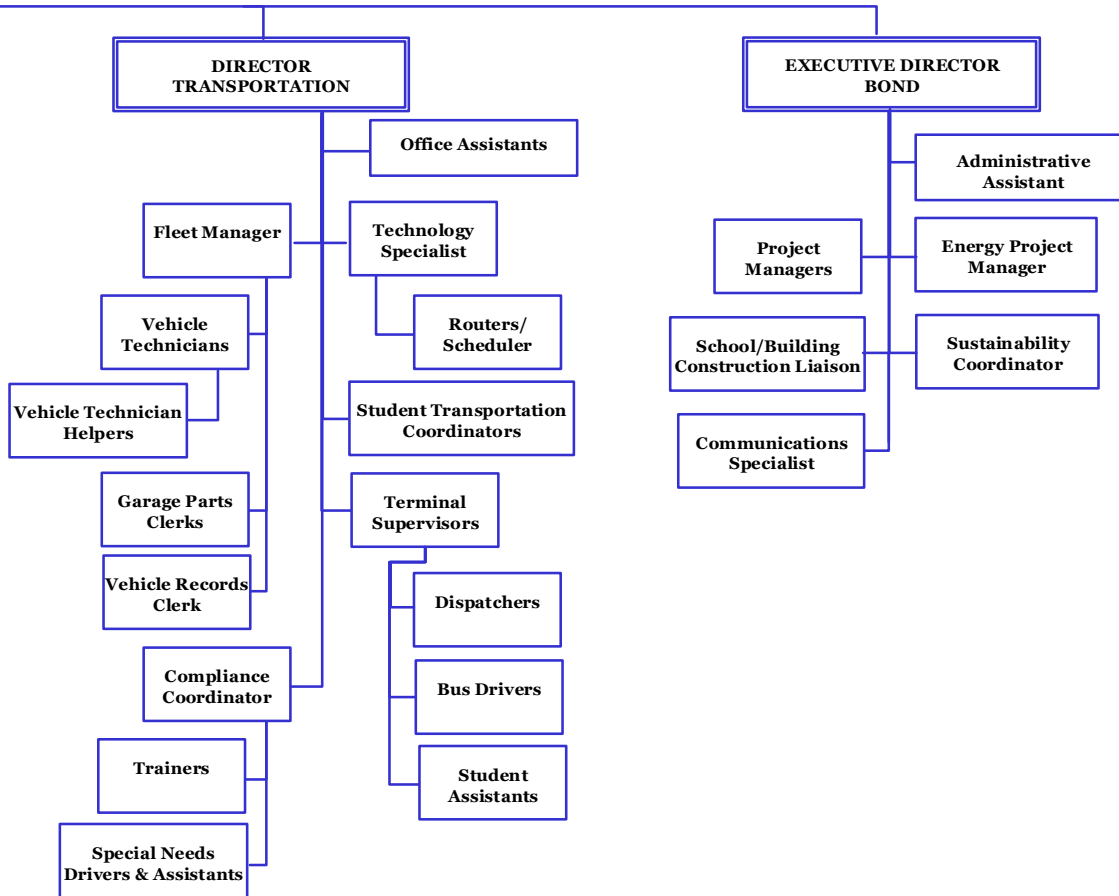 DIRECTOR
TRANSPORTATION
Office Assistants
Fleet Manager
Technology
Specialist
Routers/
Scheduler
Vehicle
Technicians
Vehicle Technician
Helpers
Student Transportation
Coordinators
Garage Parts
Clerks
Vehicle Records
Clerk
Terminal
Supervisors
Dispatchers
Bus Drivers
Student
Assistants
Compliance
Coordinator
Trainers
Special Needs
Drivers & Assistants
EXECUTIVE DIRECTOR
BOND
Administrative
Assistant
Project
Managers
Energy Project
Manager
School/Building
Construction Liaison
Sustainability
Coordinator
Communications
Specialist